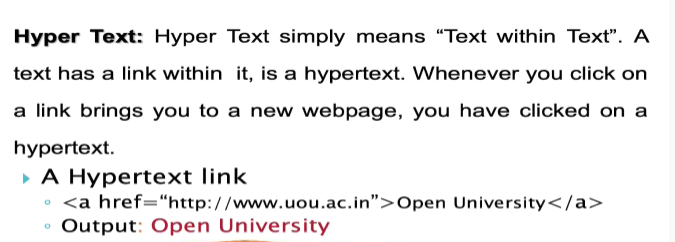 Hyper Text: Hyper Text simply means “Text within Text”. A
text has a link within it, is a hypertext. Whenever you click on
a link brings you to a new webpage, you have clicked on a
hypertext.
A Hypertext link
<a href=“http://www.uou.ac.in”>Open University</a>
Output: Open University